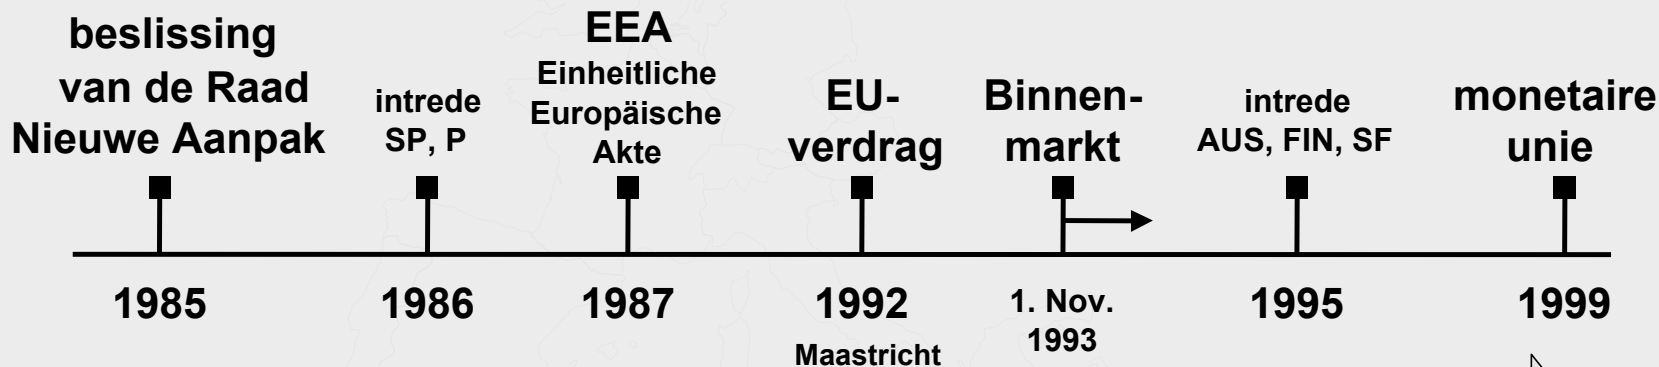 beslissing
van de Raad
Nieuwe Aanpak
1985
intrede
SP, P
1986
EEA
Einheitliche
Europäische
Akte
1987
EU-
verdrag
1992
Maastricht
Binnen-
markt
1. Nov.
1993
intrede
AUS, FIN, SF
1995
monetaire
unie
1999